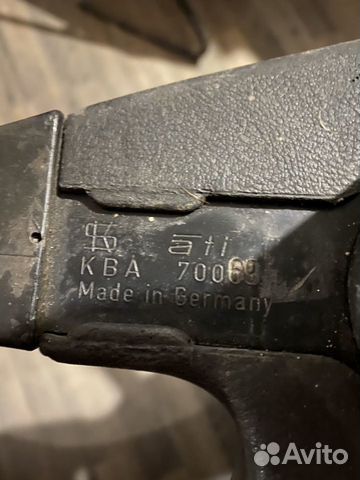 ati
KBA 70069
Made in Germany
Avito